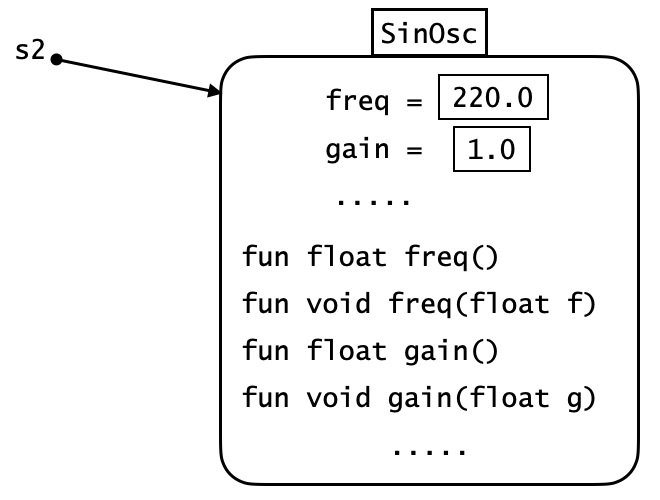 SinOsc
s2
freq = 220.0
gain = 1.0
.....
fun float freq()
fun void freq(float f)
fun float gain()
fun void gain(float g)
.....